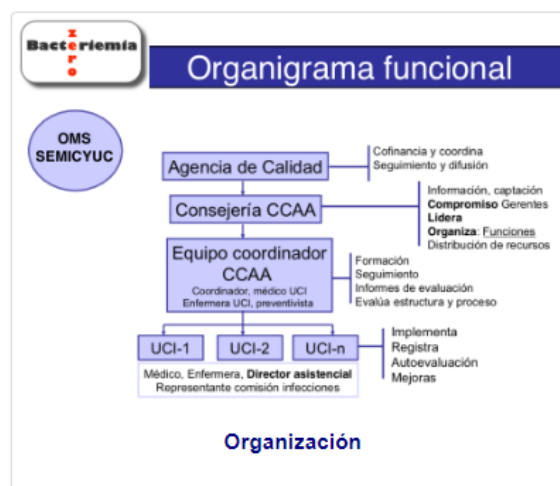 Bacteriemia
zero
Organigrama funcional
OMS
SEMICYUC
Agencia de Calidad
Cofinancia y coordina
Seguimiento y difusión
Consejería CCAA
Información, captación
Compromiso Gerentes
Lidera
Organiza: Funciones
Distribución de recursos
Equipo coordinador
CCAA
Coordinador, médico UCI
Enfermera UCI, preventivista
Formación
Seguimiento
Informes de evaluación
Evalúa estructura y proceso
UCI-1
UCI-2
UCI-n
Implementa
Registra
Autoevaluación
Mejoras
Médico, Enfermera, Director asistencial
Representante comisión infecciones
Organización